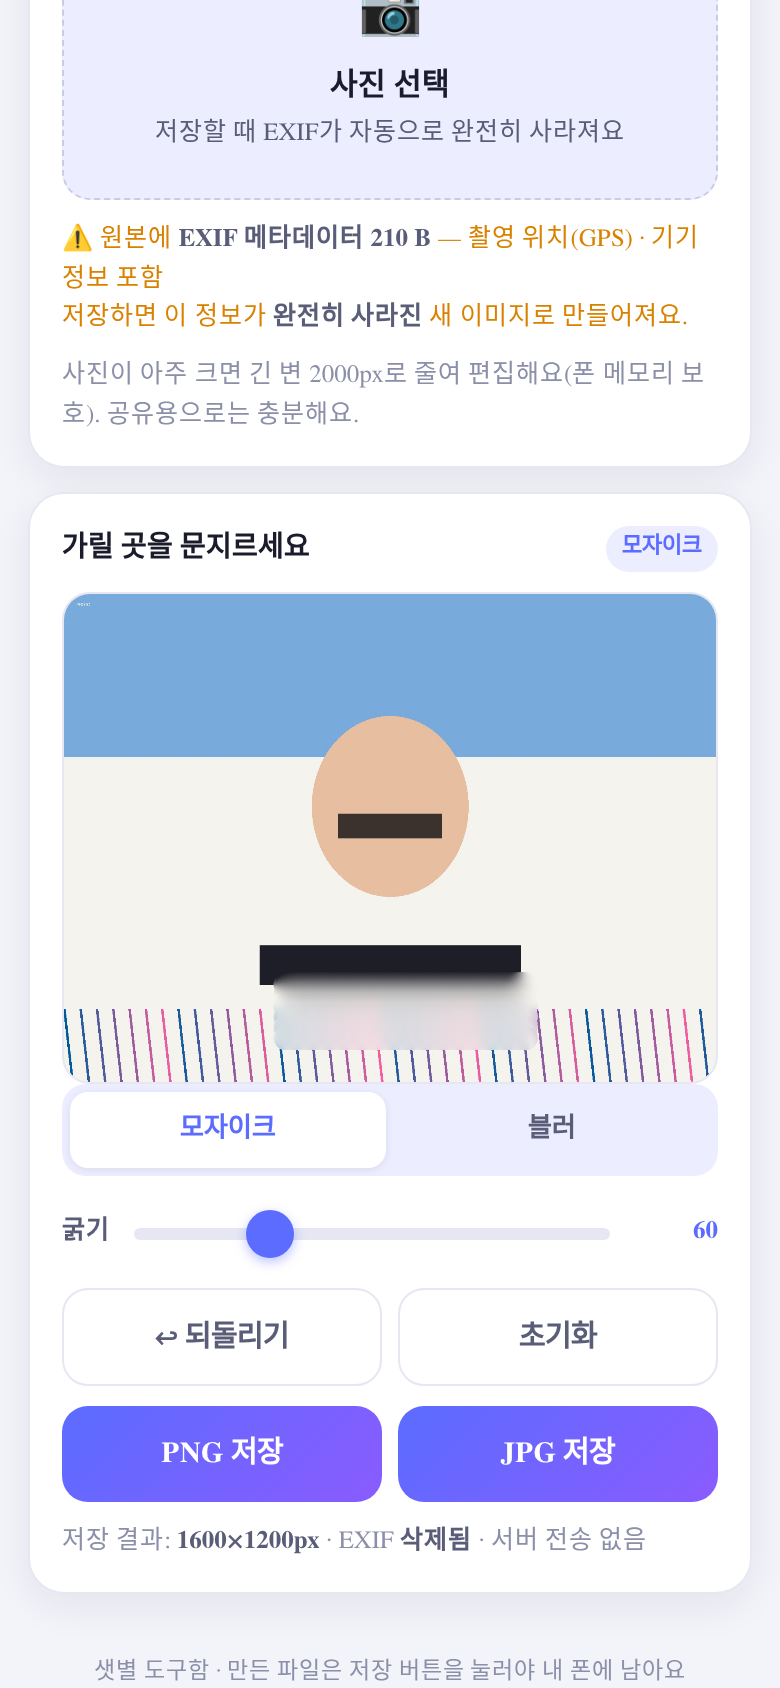 사진 선택
저장할 때 EXIF가 자동으로 완전히 사라져요
⚠️ 원본에 EXIF 메타데이터 210 B — 촬영 위치(GPS) · 기기
정보 포함
저장하면 이 정보가 완전히 사라진 새 이미지로 만들어져요.
사진이 아주 크면 긴 변 2000px로 줄여 편집해요(폰 메모리 보
호). 공유용으로는 충분해요.
가릴 곳을 문지르세요
모자이크
모자이크
블러
굵기
60
↩ 되돌리기
초기화
PNG 저장
JPG 저장
저장 결과: 1600×1200px · EXIF 삭제됨 · 서버 전송 없음
샛별 도구함 · 만든 파일은 저장 버튼을 눌러야 내 폰에 남아요